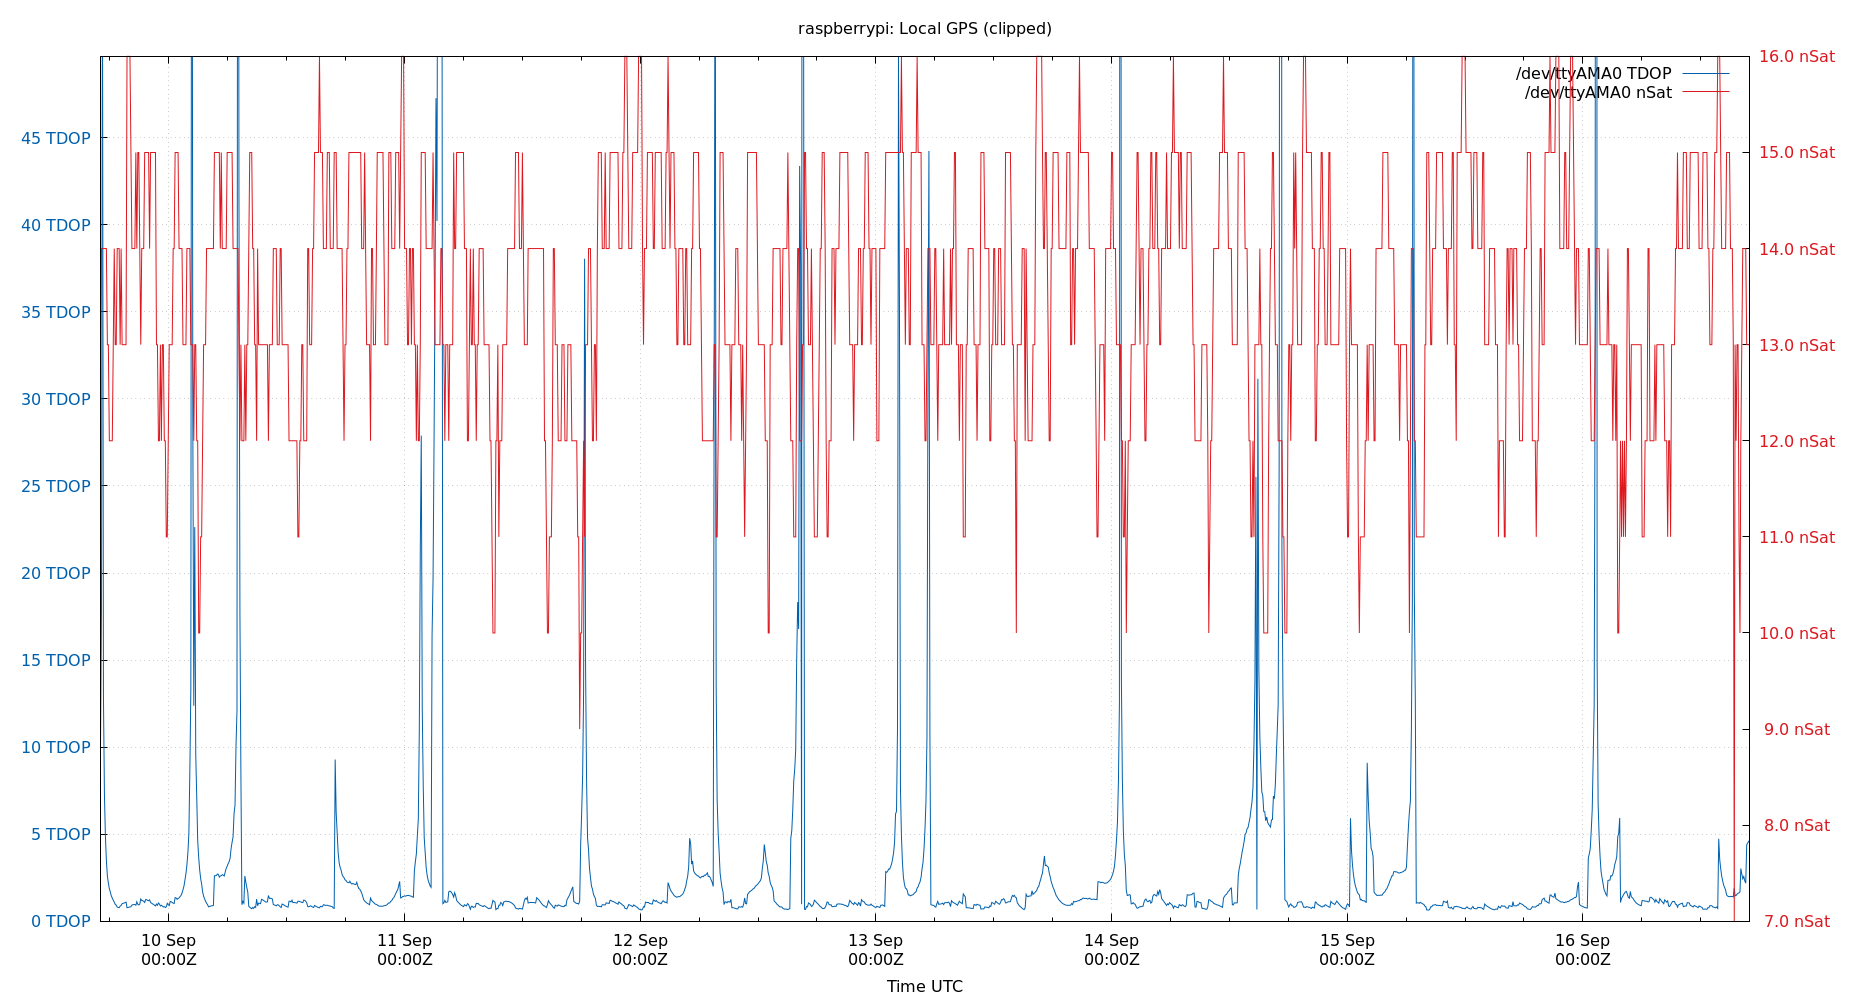 raspberrypi: Local GPS (clipped)
16.0 nSat
/dev/ttyAMA0 TDOP
/dev/ttyAMA0 nSat
45 TDOP
15.0 nSat
40 TDOP
14.0 nSat
35 TDOP
13.0 nSat
30 TDOP
12.0 nSat
25 TDOP
11.0 nSat
20 TDOP
10.0 nSat
15 TDOP
9.0 nSat
10 TDOP
8.0 nSat
5 TDOP
7.0 nSat
0 TDOP
10 Sep
00:00Z
11 Sep
00:00Z
12 Sep
00:00Z
13 Sep
00:00Z
14 Sep
00:00Z
15 Sep
00:00Z
16 Sep
00:00Z
Time UTC